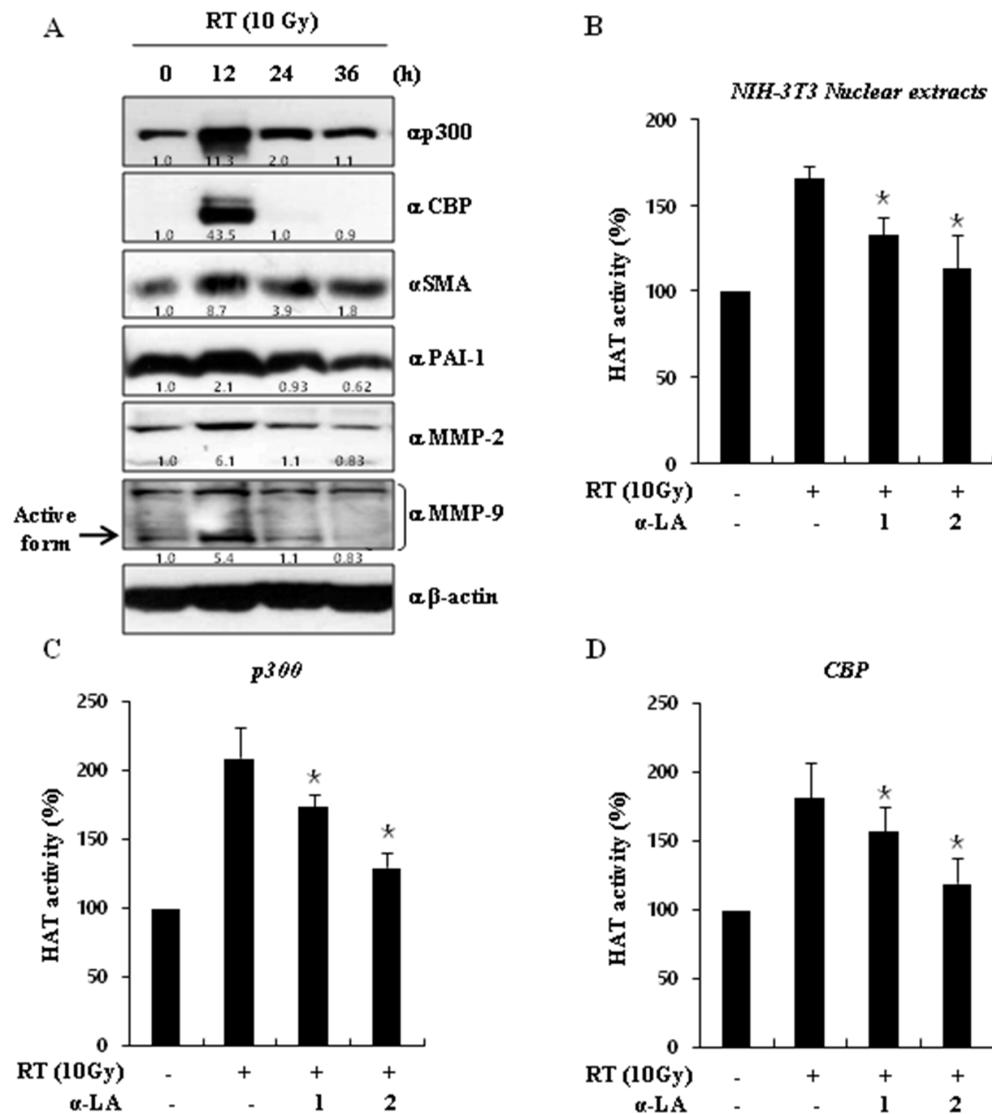 A
RT (10 Gy)
0 12 24 36 (h)
αp300
1.0 11.3 2.0 1.1
α CBP
1.0 43.5 1.0 0.9
αSMA
1.0 8.7 3.9 1.8
α PAI-1
1.0 2.1 0.93 0.62
α MMP-2
1.0 6.1 1.1 0.83
α MMP-9
Active
form
1.0 5.4 1.1 0.83
α β-actin
B
NIH-3T3 Nuclear extracts
HAT activity (%)
200
150
100
50
0
* *
RT (10Gy) - + + +
α-LA - - 1 2
C
p300
HAT activity (%)
250
200
150
100
50
0
* *
RT (10Gy) - + + +
α-LA - - 1 2
D
CBP
HAT activity (%)
250
200
150
100
50
0
* *
RT (10Gy) - + + +
α-LA - - 1 2